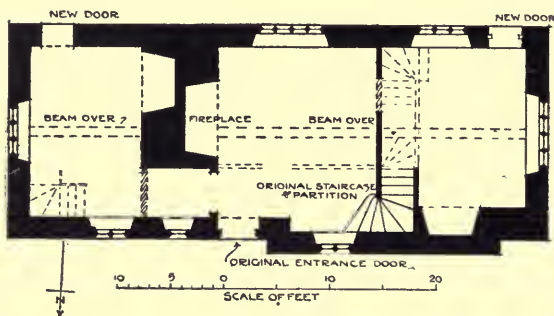 NEW DOOR
NEW DOOR
BEAM OVER
FIREPLACE
BEAM OVER
ORIGINAL STAIRCASE
& PARTITION
ORIGINAL ENTRANCE DOOR
N
10 5 0 10 20
SCALE OF FEET